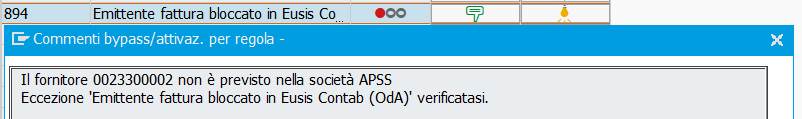 894 Emittente fattura bloccato in Eusis Co...
Commenti bypass/attivaz. per regola -
Il fornitore 0023300002 non è previsto nella società APSS
Eccezione 'Emittente fattura bloccato in Eusis Contab (OdA)' verificatasi.